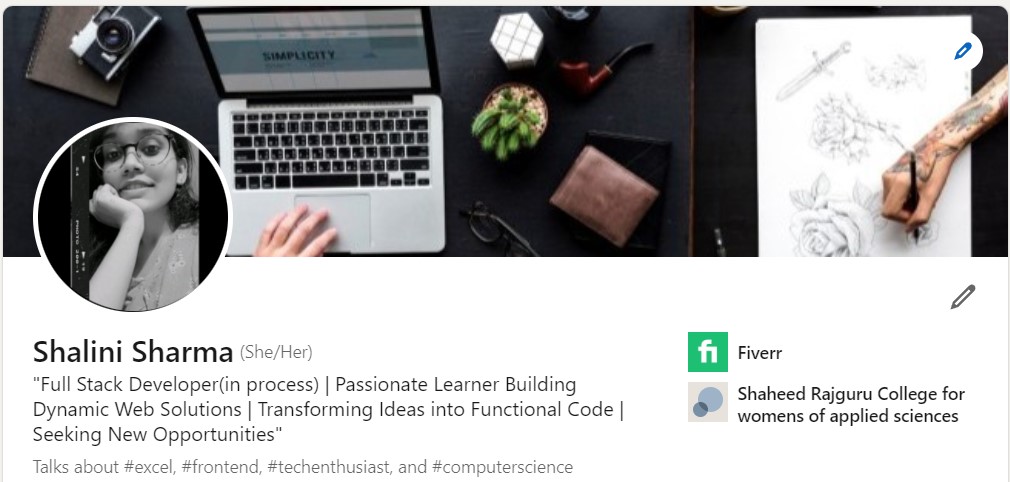 SIMPLICITY
Shalini Sharma (She/Her)
"Full Stack Developer(in process) | Passionate Learner Building
Dynamic Web Solutions | Transforming Ideas into Functional Code |
Seeking New Opportunities"
Talks about #excel, #frontend, #techenthusiast, and #computerscience
fi
Fiverr
Shaheed Rajguru College for
womens of applied sciences